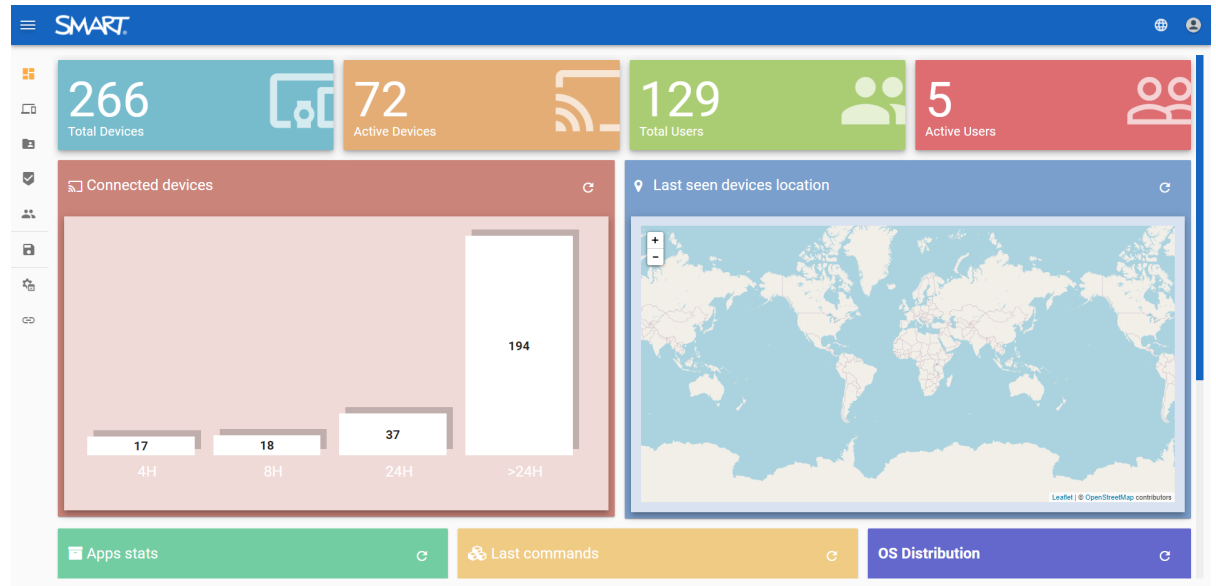 SMART.
266
Total Devices
72
Active Devices
129
Total Users
5
Active Users
Connected devices
17
4H
18
8H
37
24H
194
>24H
Last seen devices location
+
−
Leaflet | © OpenStreetMap contributors
Apps stats
Last commands
OS Distribution